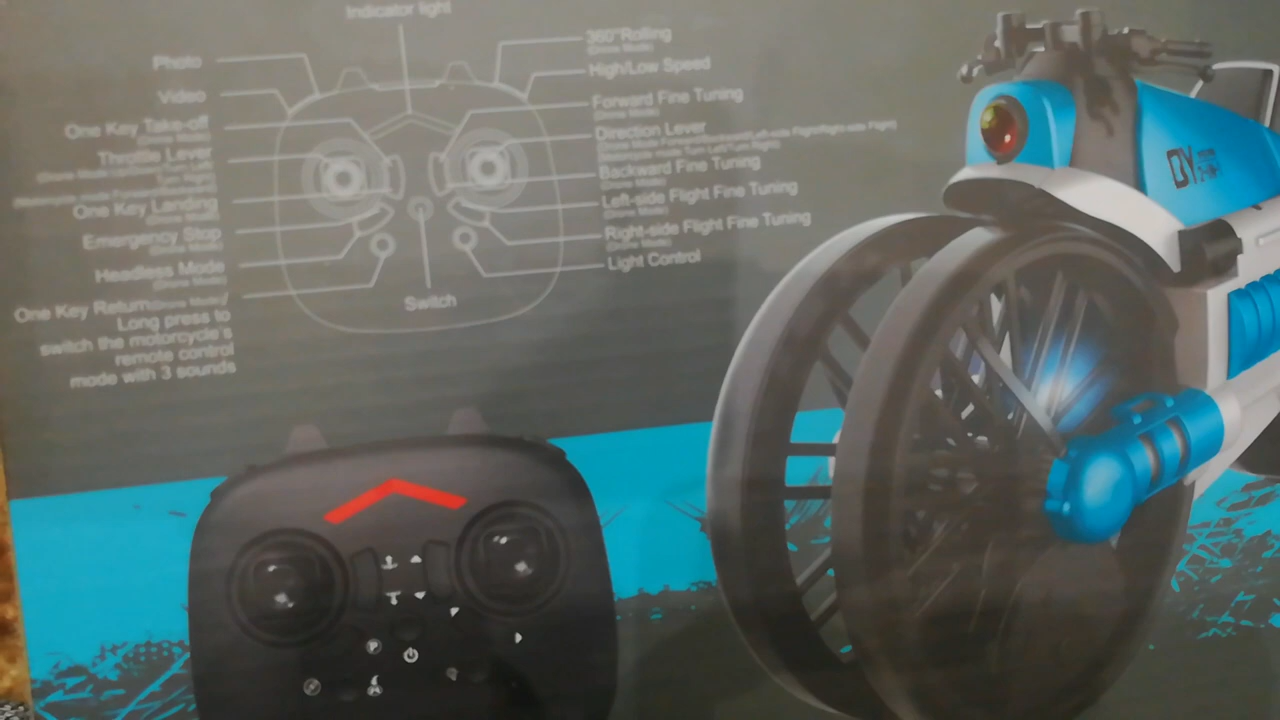 Indicator light
Photo
Video
One Key Take-off
(Drone Mode)
Throttle Lever
One Key Landing
(Drone Mode)
Emergency Stop
(Drone Mode)
Headless Mode
(Drone Mode)
One Key Return(Drone Mode)/
Long press to
switch the motorcycle's
remote control
mode with 3 sounds
360°Rolling
(Drone Mode)
High/Low Speed
Forward Fine Tuning
(Drone Mode)
Direction Lever
Backward Fine Tuning
(Drone Mode)
Left-side Flight Fine Tuning
(Drone Mode)
Right-side Flight Fine Tuning
(Drone Mode)
Light Control
Switch
DY